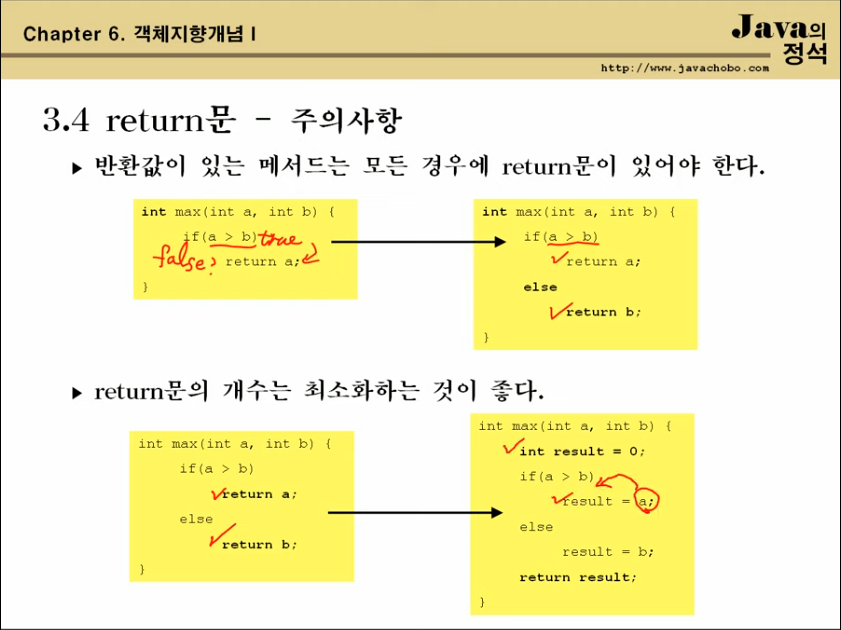 Chapter 6. 객체지향개념 I
Java의
정석
http://www.javachobo.com
3.4 return문 - 주의사항
▶ 반환값이 있는 메서드는 모든 경우에 return문이 있어야 한다.
int max(int a, int b) {
if(a > b) true
false? return a;
}
int max(int a, int b) {
if(a > b)
return a;
else
return b;
}
▶ return문의 개수는 최소화하는 것이 좋다.
int max(int a, int b) {
if(a > b)
return a;
else
return b;
}
int max(int a, int b) {
int result = 0;
if(a > b)
result = a;
else
result = b;
return result;
}